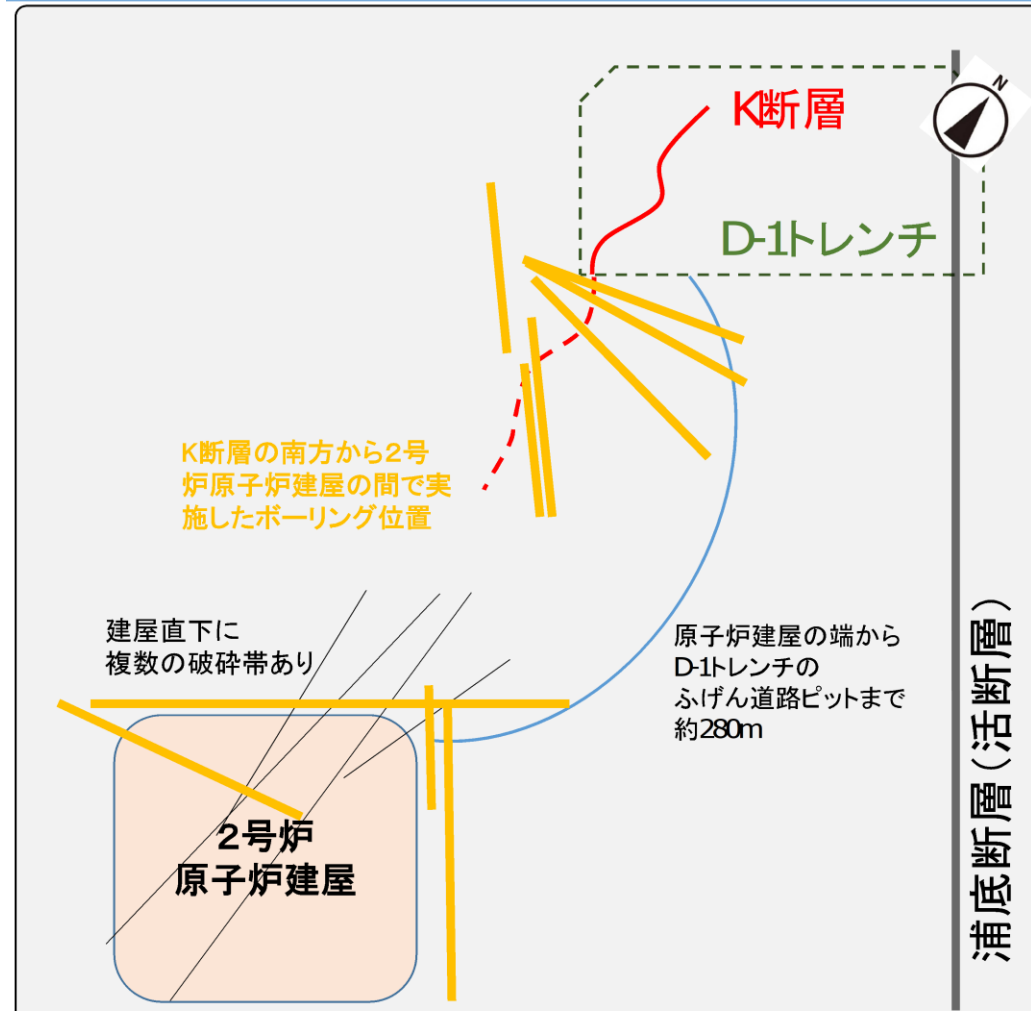 N
K断層
D-1トレンチ
K断層の南方から2号
炉原子炉建屋の間で実
施したボーリング位置
建屋直下に
複数の破砕帯あり
原子炉建屋の端から
D-1トレンチの
ふげん道路ピットまで
約280m
2号炉
原子炉建屋
浦底断層(活断層)